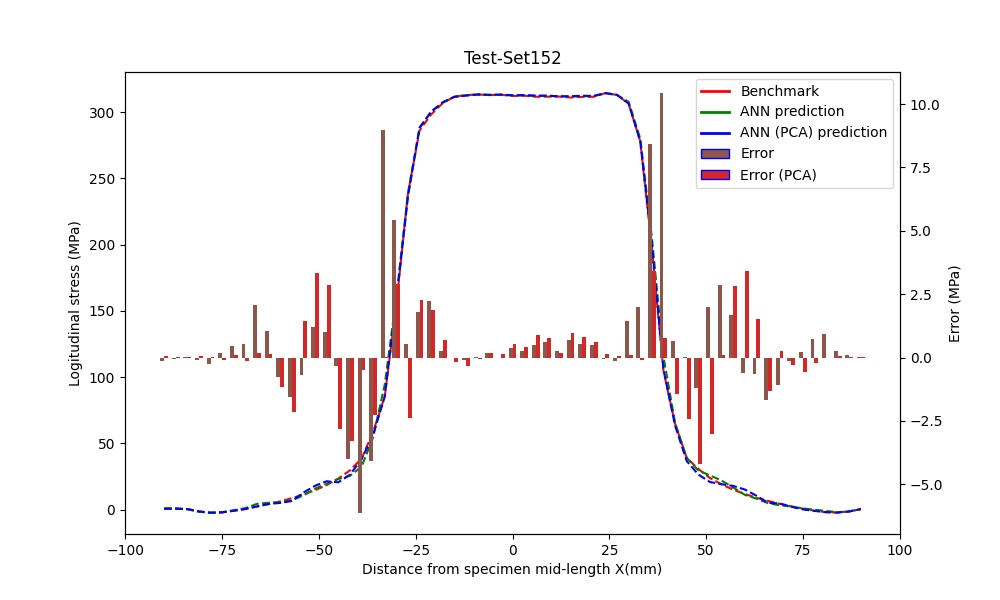 Test-Set152
Logitudinal stress (MPa)
300
250
200
150
100
50
0
Benchmark
ANN prediction
ANN (PCA) prediction
Error
Error (PCA)
10.0
7.5
5.0
2.5
0.0
−2.5
−5.0
Error (MPa)
−100 −75 −50 −25 0 25 50 75 100
Distance from specimen mid-length X(mm)